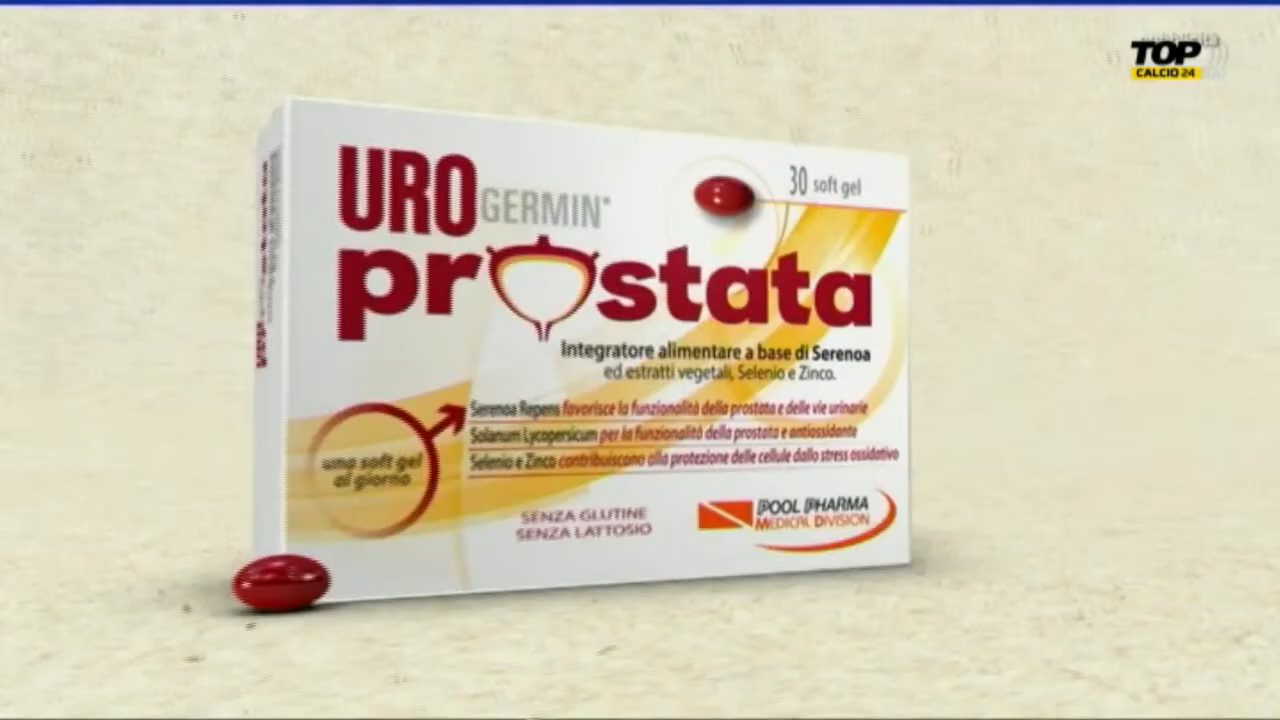 pubblicità
TOP
CALCIO 24
URO GERMIN®
30 soft gel
prostata
Integratore alimentare a base di Serenoa
ed estratti vegetali, Selenio e Zinco.
Serenoa Repens favorisce la funzionalità della prostata e delle vie urinarie
Solanum Lycopersicum per la funzionalità della prostata e antiossidante
Selenio e Zinco contribuiscono alla protezione delle cellule dallo stress ossidativo
una soft gel
al giorno
SENZA GLUTINE
SENZA LATTOSIO
POOL PHARMA
MEDICAL DIVISION